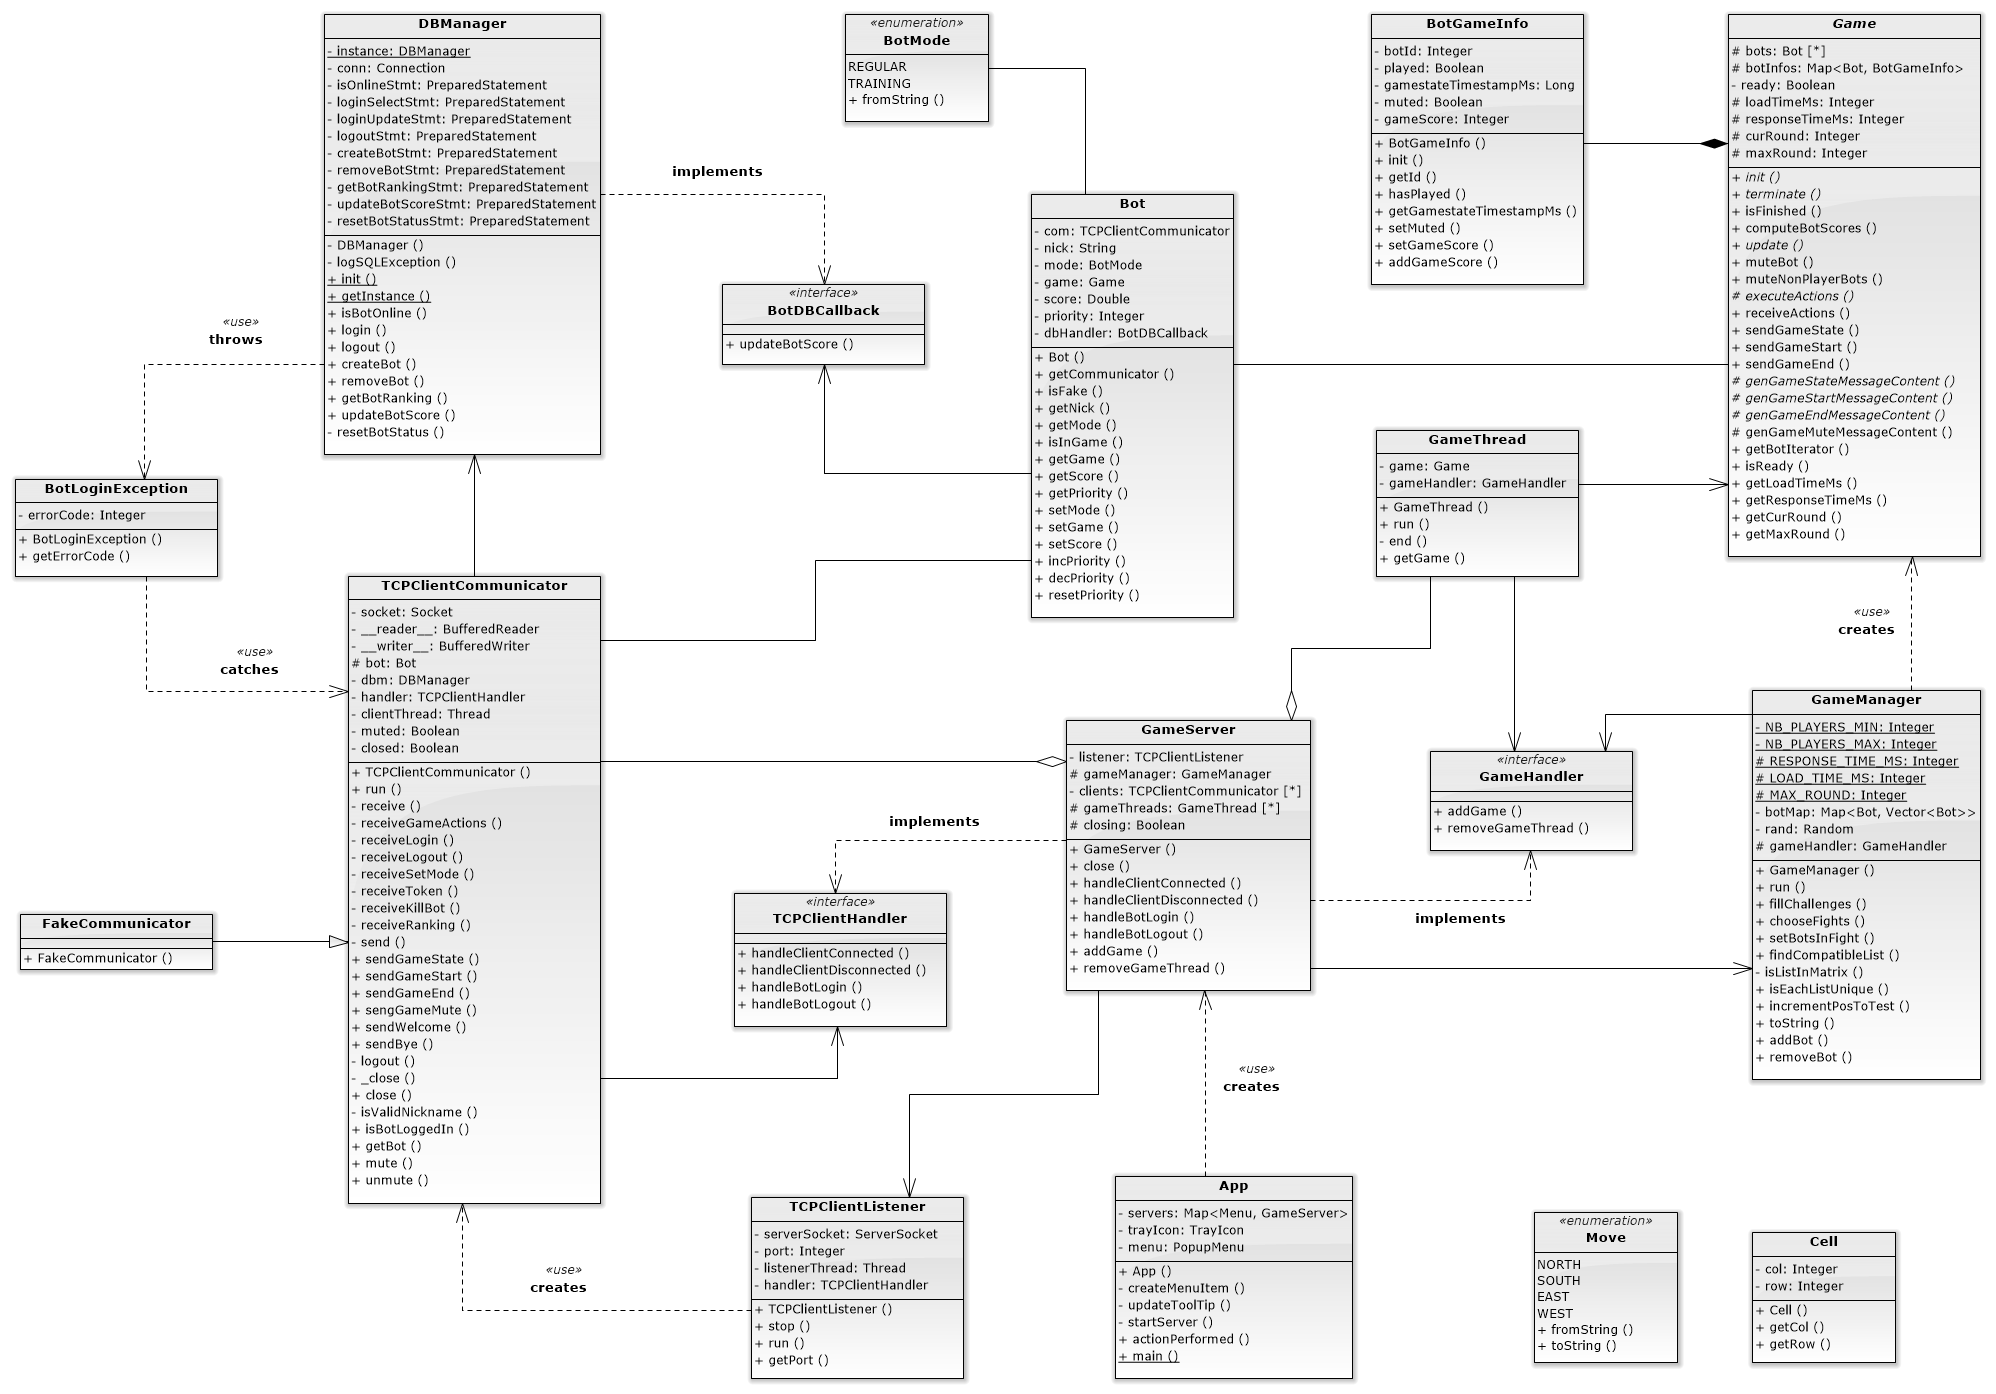 DBManager
- instance: DBManager
- conn: Connection
- isOnlineStmt: PreparedStatement
- loginSelectStmt: PreparedStatement
- loginUpdateStmt: PreparedStatement
- logoutStmt: PreparedStatement
- createBotStmt: PreparedStatement
- removeBotStmt: PreparedStatement
- getBotRankingStmt: PreparedStatement
- updateBotScoreStmt: PreparedStatement
- resetBotStatusStmt: PreparedStatement
- DBManager ()
- logSQLException ()
+ init ()
+ getInstance ()
+ isBotOnline ()
+ login ()
+ logout ()
+ createBot ()
+ removeBot ()
+ getBotRanking ()
+ updateBotScore ()
- resetBotStatus ()
«enumeration»
BotMode
REGULAR
TRAINING
+ fromString ()
BotGameInfo
- botId: Integer
- played: Boolean
- gamestateTimestampMs: Long
- muted: Boolean
- gameScore: Integer
+ BotGameInfo ()
+ init ()
+ getId ()
+ hasPlayed ()
+ getGamestateTimestampMs ()
+ setMuted ()
+ setGameScore ()
+ addGameScore ()
Game
# bots: Bot [*]
# botInfos: Map<Bot, BotGameInfo>
- ready: Boolean
# loadTimeMs: Integer
# responseTimeMs: Integer
# curRound: Integer
# maxRound: Integer
+ init ()
+ terminate ()
+ isFinished ()
+ computeBotScores ()
+ update ()
+ muteBot ()
+ muteNonPlayerBots ()
# executeActions ()
+ receiveActions ()
+ sendGameState ()
+ sendGameStart ()
+ sendGameEnd ()
# genGameStateMessageContent ()
# genGameStartMessageContent ()
# genGameEndMessageContent ()
# genGameMuteMessageContent ()
+ getBotIterator ()
+ isReady ()
+ getLoadTimeMs ()
+ getResponseTimeMs ()
+ getCurRound ()
+ getMaxRound ()
implements
«interface»
BotDBCallback
+ updateBotScore ()
Bot
- com: TCPClientCommunicator
- nick: String
- mode: BotMode
- game: Game
- score: Double
- priority: Integer
- dbHandler: BotDBCallback
+ Bot ()
+ getCommunicator ()
+ isFake ()
+ getNick ()
+ getMode ()
+ isInGame ()
+ getGame ()
+ getScore ()
+ getPriority ()
+ setMode ()
+ setGame ()
+ setScore ()
+ incPriority ()
+ decPriority ()
+ resetPriority ()
«use»
throws
BotLoginException
- errorCode: Integer
+ BotLoginException ()
+ getErrorCode ()
GameThread
- game: Game
- gameHandler: GameHandler
+ GameThread ()
+ run ()
- end ()
+ getGame ()
«use»
catches
TCPClientCommunicator
- socket: Socket
- __reader__: BufferedReader
- __writer__: BufferedWriter
# bot: Bot
- dbm: DBManager
- handler: TCPClientHandler
- clientThread: Thread
- muted: Boolean
- closed: Boolean
+ TCPClientCommunicator ()
+ run ()
- receive ()
- receiveGameActions ()
- receiveLogin ()
- receiveLogout ()
- receiveSetMode ()
- receiveToken ()
- receiveKillBot ()
- receiveRanking ()
- send ()
+ sendGameState ()
+ sendGameStart ()
+ sendGameEnd ()
+ sengGameMute ()
+ sendWelcome ()
+ sendBye ()
- logout ()
- _close ()
+ close ()
- isValidNickname ()
+ isBotLoggedIn ()
+ getBot ()
+ mute ()
+ unmute ()
«use»
creates
GameManager
- NB_PLAYERS_MIN: Integer
- NB_PLAYERS_MAX: Integer
# RESPONSE_TIME_MS: Integer
# LOAD_TIME_MS: Integer
# MAX_ROUND: Integer
- botMap: Map<Bot, Vector<Bot>>
- rand: Random
# gameHandler: GameHandler
+ GameManager ()
+ run ()
+ fillChallenges ()
+ chooseFights ()
+ setBotsInFight ()
+ findCompatibleList ()
- isListInMatrix ()
+ isEachListUnique ()
+ incrementPosToTest ()
+ toString ()
+ addBot ()
+ removeBot ()
GameServer
- listener: TCPClientListener
# gameManager: GameManager
- clients: TCPClientCommunicator [*]
# gameThreads: GameThread [*]
# closing: Boolean
+ GameServer ()
+ close ()
+ handleClientConnected ()
+ handleClientDisconnected ()
+ handleBotLogin ()
+ handleBotLogout ()
+ addGame ()
+ removeGameThread ()
«interface»
GameHandler
+ addGame ()
+ removeGameThread ()
implements
implements
«interface»
TCPClientHandler
+ handleClientConnected ()
+ handleClientDisconnected ()
+ handleBotLogin ()
+ handleBotLogout ()
FakeCommunicator
+ FakeCommunicator ()
«use»
creates
«use»
creates
TCPClientListener
- serverSocket: ServerSocket
- port: Integer
- listenerThread: Thread
- handler: TCPClientHandler
+ TCPClientListener ()
+ stop ()
+ run ()
+ getPort ()
App
- servers: Map<Menu, GameServer>
- trayIcon: TrayIcon
- menu: PopupMenu
+ App ()
- createMenuItem ()
- updateToolTip ()
- startServer ()
+ actionPerformed ()
+ main ()
«enumeration»
Move
NORTH
SOUTH
EAST
WEST
+ fromString ()
+ toString ()
Cell
- col: Integer
- row: Integer
+ Cell ()
+ getCol ()
+ getRow ()